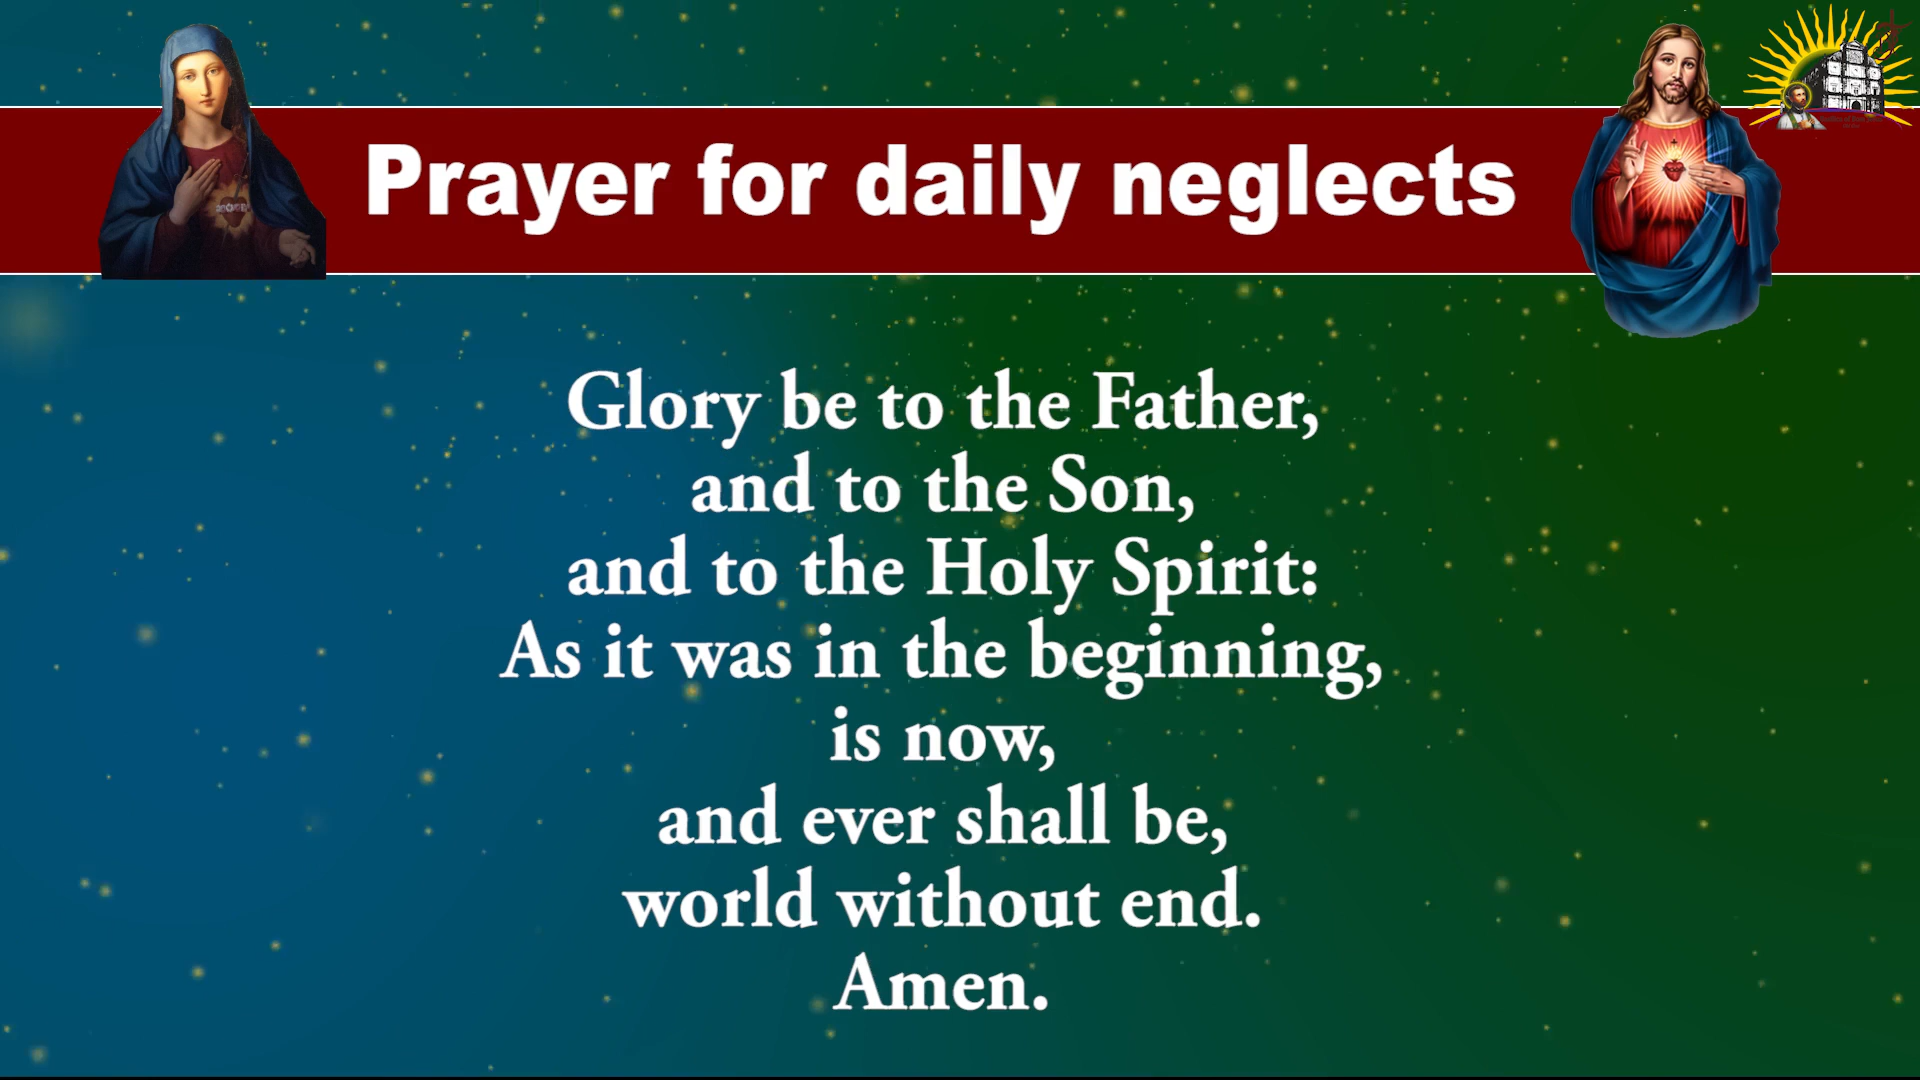 Prayer for daily neglects
Glory be to the Father,
and to the Son,
and to the Holy Spirit:
As it was in the beginning,
is now,
and ever shall be,
world without end.
Amen.